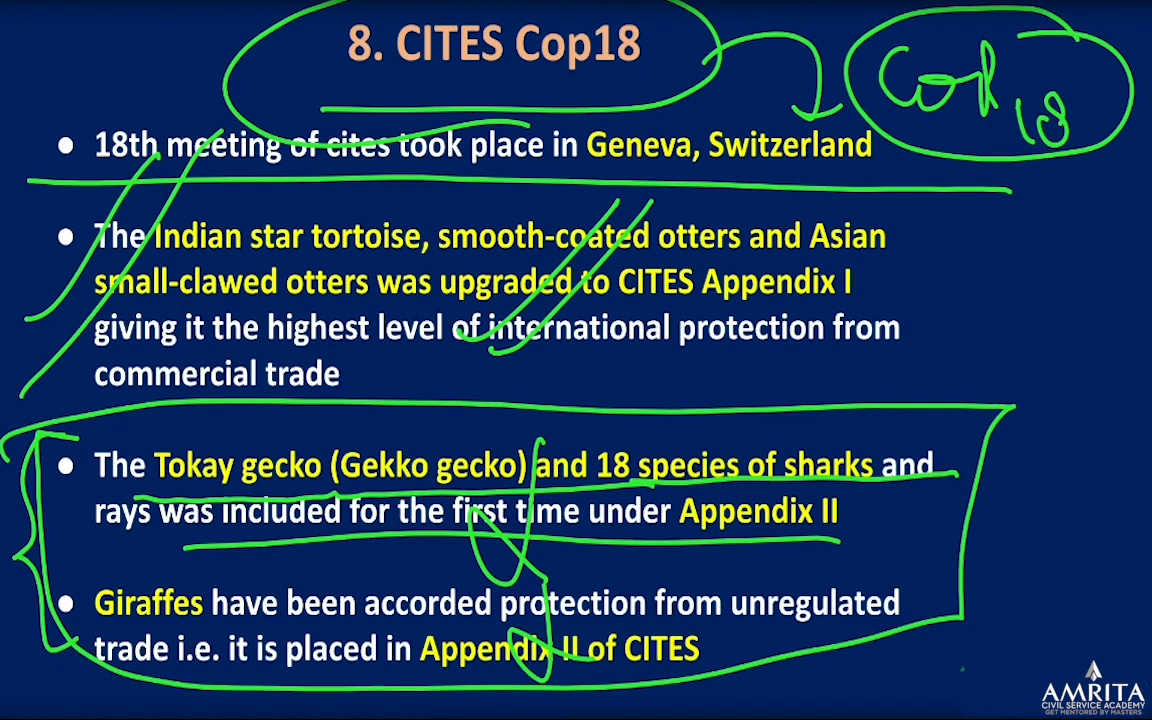 8. CITES Cop18
COP 18
• 18th meeting of cites took place in Geneva, Switzerland
• The Indian star tortoise, smooth-coated otters and Asian
small-clawed otters was upgraded to CITES Appendix I
giving it the highest level of international protection from
commercial trade
• The Tokay gecko (Gekko gecko) and 18 species of sharks and
rays was included for the first time under Appendix II
• Giraffes have been accorded protection from unregulated
trade i.e. it is placed in Appendix II of CITES
AMRITA
CIVIL SERVICE ACADEMY
GET MENTORED BY MASTERS